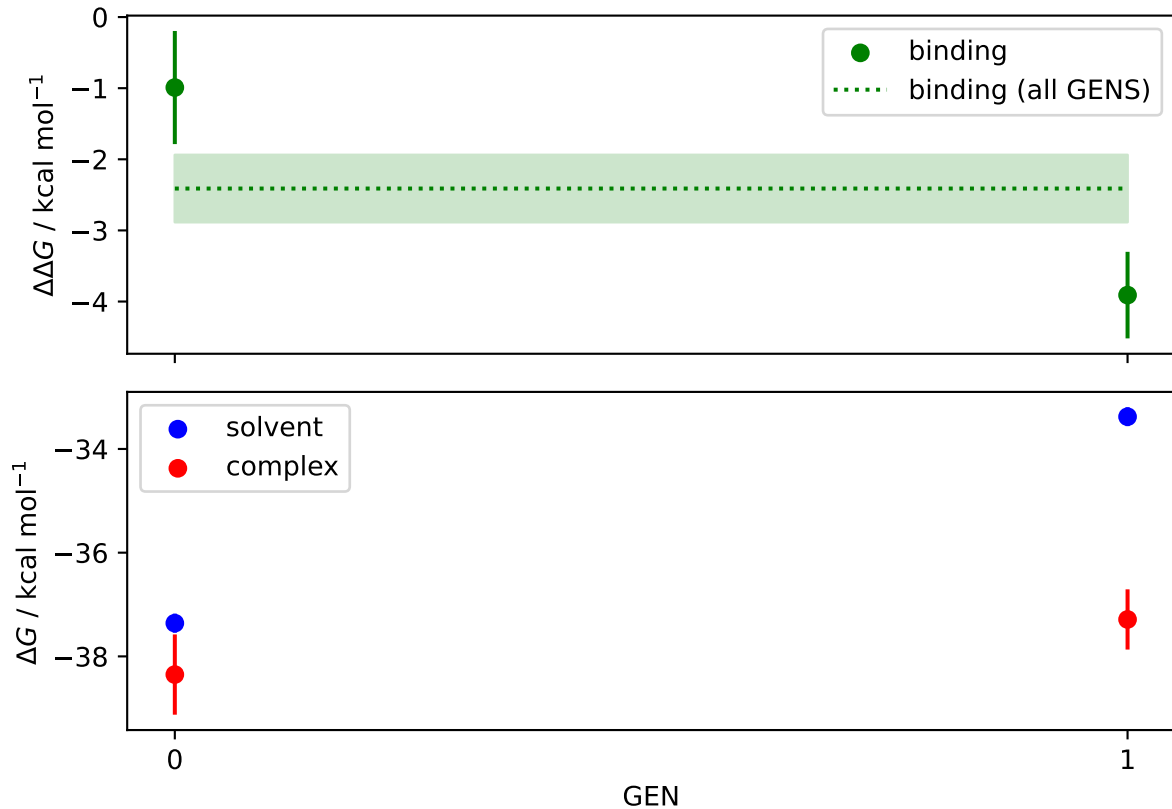 0
−1
−2
−3
−4
ΔΔG / kcal mol⁻¹
binding
binding (all GENS)
−34
−36
−38
ΔG / kcal mol⁻¹
solvent
complex
0 1
GEN